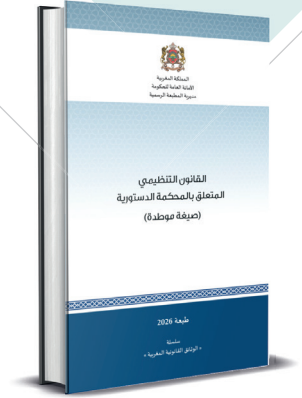 المملكة المغربية
الأمانة العامة للحكومة
مديرية المطبعة الرسمية
القانون التنظيمي
المتعلق بالمحكمة الدستورية
(صيغة موطدة)
طبعة 2026
سلسلة
« الوثائق القانونية المغربية »